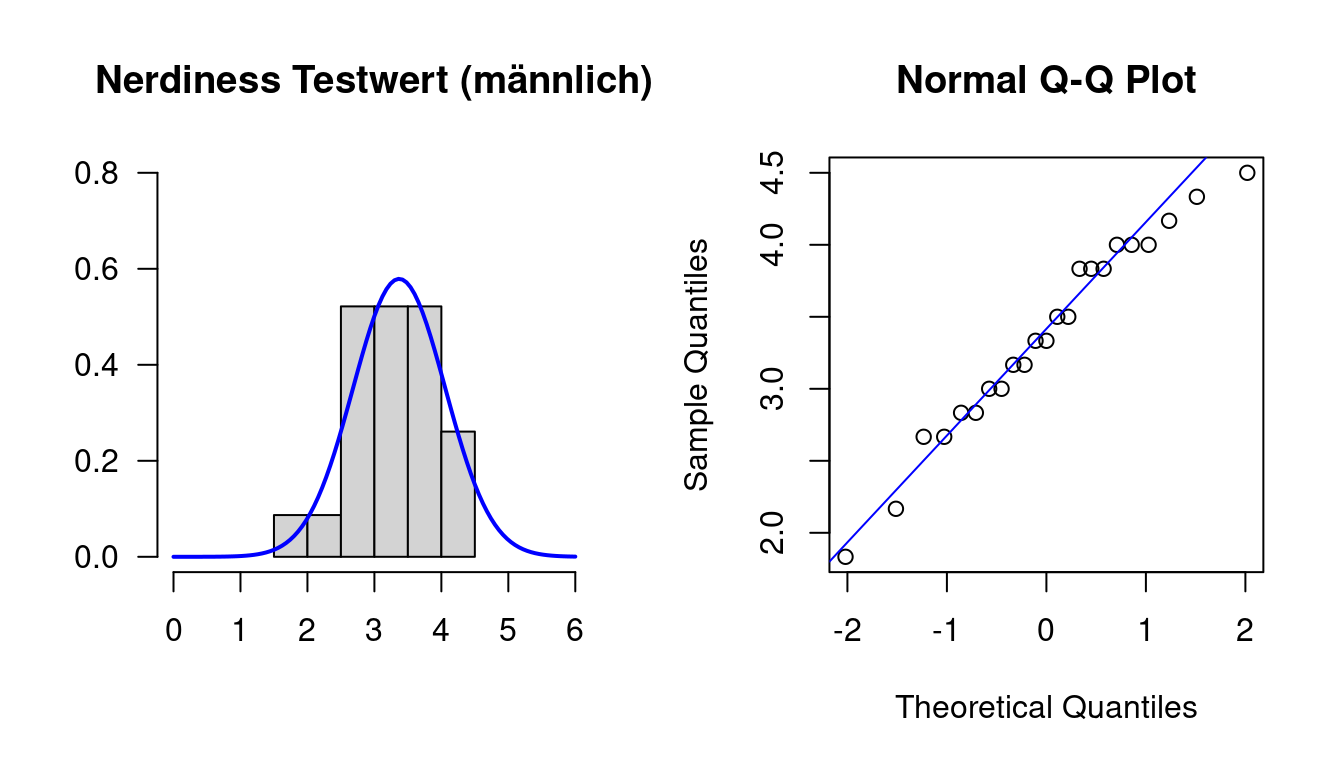 Nerdiness Testwert (männlich)
0.8
0.6
0.4
0.2
0.0
0 1 2 3 4 5 6
Normal Q-Q Plot
Sample Quantiles
4.5
4.0
3.0
2.0
-2 -1 0 1 2
Theoretical Quantiles